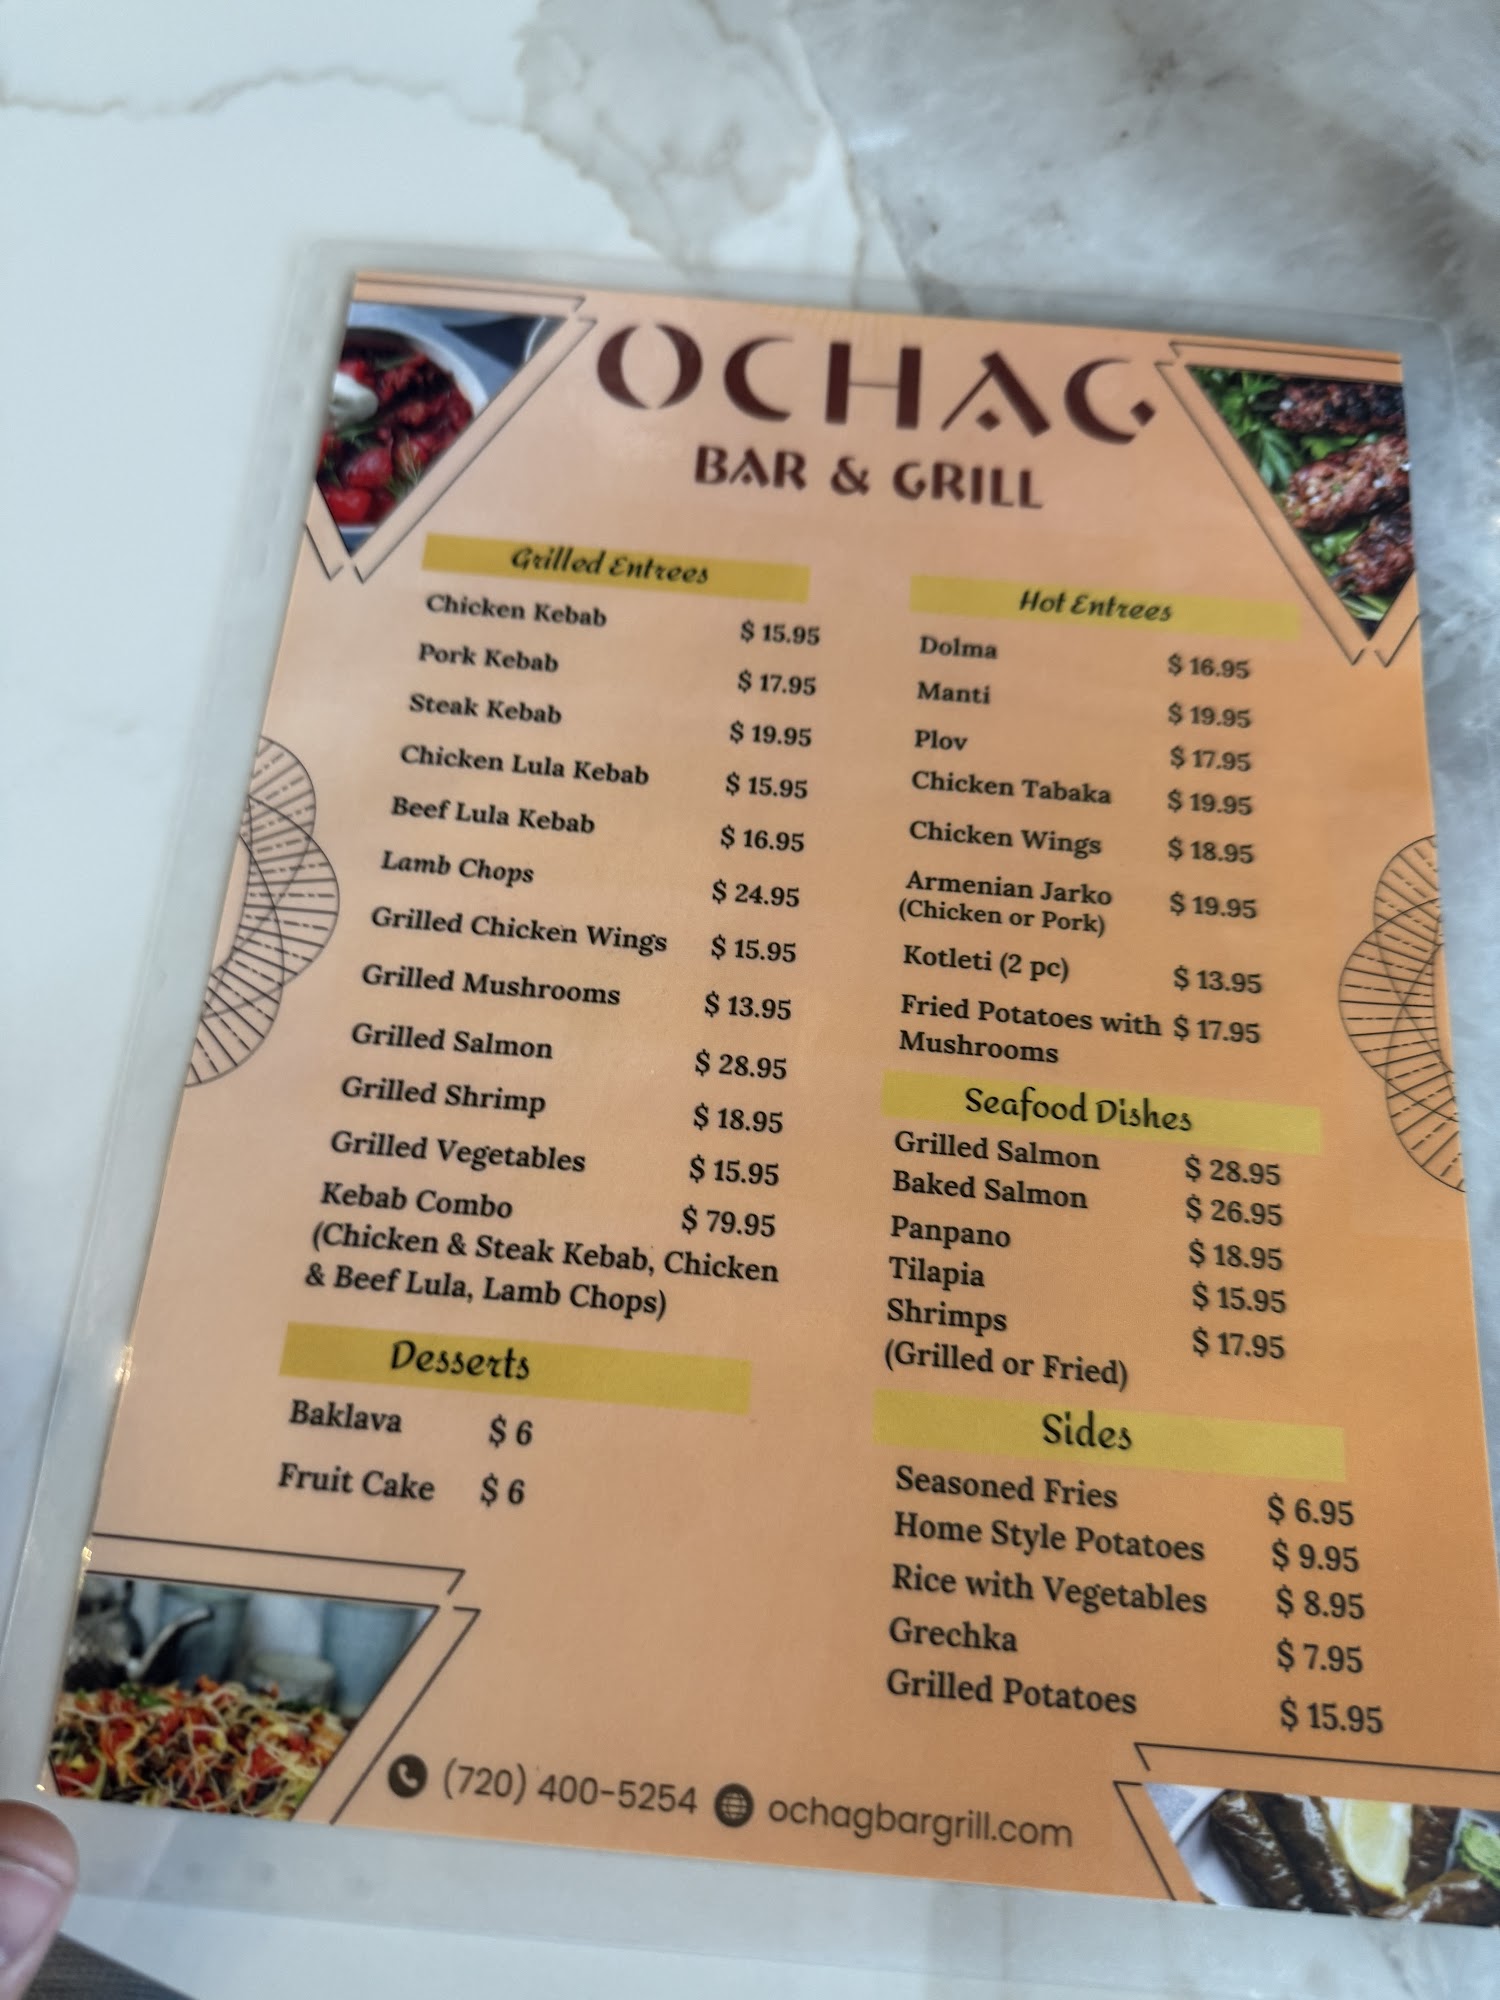 OCHAG
BAR & GRILL
Grilled Entrees
Chicken Kebab $ 15.95
Pork Kebab $ 17.95
Steak Kebab $ 19.95
Chicken Lula Kebab $ 15.95
Beef Lula Kebab $ 16.95
Lamb Chops $ 24.95
Grilled Chicken Wings $ 15.95
Grilled Mushrooms $ 13.95
Grilled Salmon $ 28.95
Grilled Shrimp $ 18.95
Grilled Vegetables $ 15.95
Kebab Combo $ 79.95
(Chicken & Steak Kebab, Chicken
& Beef Lula, Lamb Chops)
Desserts
Baklava $ 6
Fruit Cake $ 6
Hot Entrees
Dolma $ 16.95
Manti $ 19.95
Plov $ 17.95
Chicken Tabaka $ 19.95
Chicken Wings $ 18.95
Armenian Jarko $ 19.95
(Chicken or Pork)
Kotleti (2 pc) $ 13.95
Fried Potatoes with $ 17.95
Mushrooms
Seafood Dishes
Grilled Salmon $ 28.95
Baked Salmon $ 26.95
Panpano $ 18.95
Tilapia $ 15.95
Shrimps $ 17.95
(Grilled or Fried)
Sides
Seasoned Fries $ 6.95
Home Style Potatoes $ 9.95
Rice with Vegetables $ 8.95
Grechka $ 7.95
Grilled Potatoes $ 15.95
(720) 400-5254 ochagbargrill.com